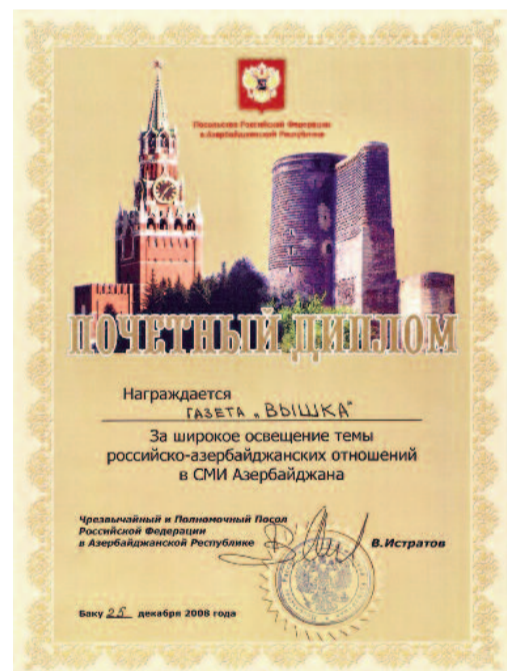 Посольство Российской Федерации
в Азербайджанской Республике
ПОЧЕТНЫЙ ДИПЛОМ
Награждается
ГАЗЕТА „ВЫШКА"
За широкое освещение темы
российско-азербайджанских отношений
в СМИ Азербайджана
Чрезвычайный и Полномочный Посол
Российской Федерации
в Азербайджанской Республике
В.Истратов
Баку 25 декабря 2008 года